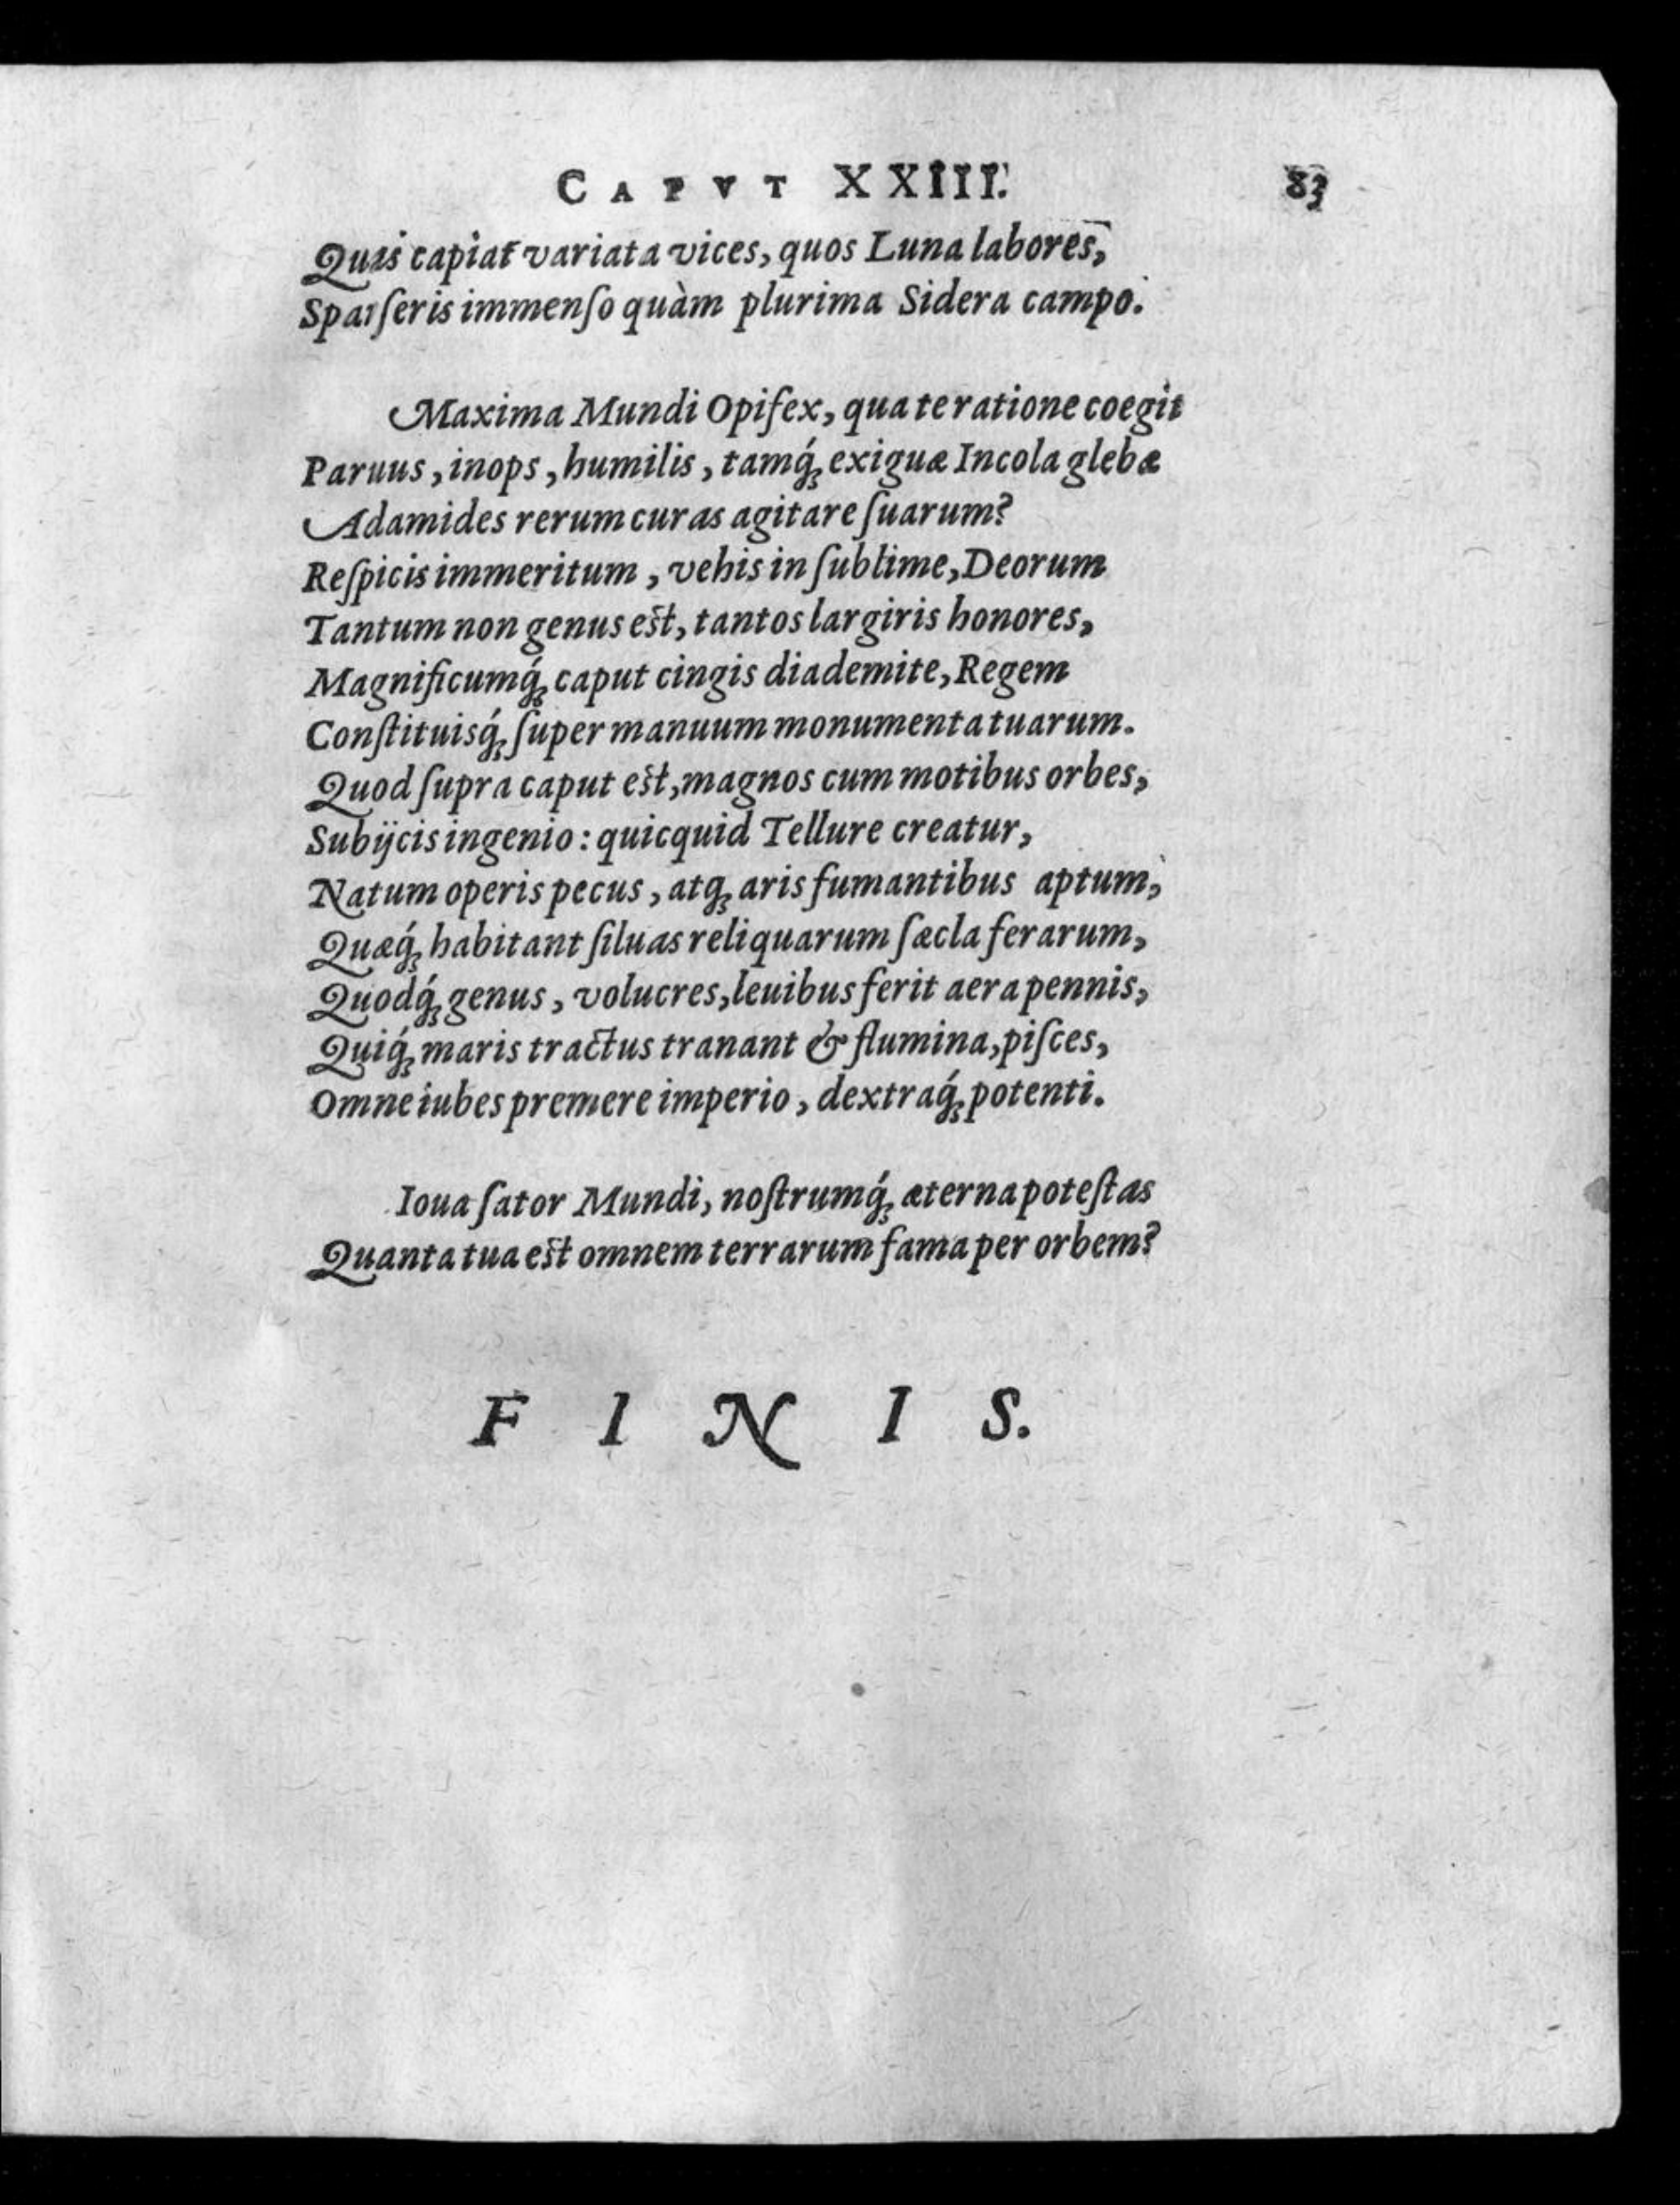 CAPVT XXIIII. 83
Quis capiat variata vices, quos Luna labores,
Sparſeris immenſo quàm plurima Sidera campo.
Maxima Mundi Opifex, qua te ratione coegit
Paruus, inops, humilis, tamq́ꝫ exiguæ Incola glebæ
Adamides rerum curas agitare ſuarum?
Reſpicis immeritum, vehis in ſublime, Deorum
Tantum non genus est, tantos largiris honores,
Magnificumq́ꝫ caput cingis diademite, Regem
Conſtituisq́ꝫ ſuper manuum monumenta tuarum.
Quod ſupra caput est, magnos cum motibus orbes,
Subijcis ingenio: quicquid Tellure creatur,
Natum operis pecus, atqꝫ aris fumantibus aptum,
Quæq́ꝫ habitant ſiluas reliquarum ſæcla ferarum,
Quodq́ꝫ genus, volucres, leuibus ferit aera pennis,
Quiq́ꝫ maris tractus tranant & flumina, piſces,
Omne iubes premere imperio, dextraq́ꝫ potenti.
Ioua ſator Mundi, noſtrumq́ꝫ æterna poteſtas
Quanta tua est omnem terrarum fama per orbem?
FINIS.